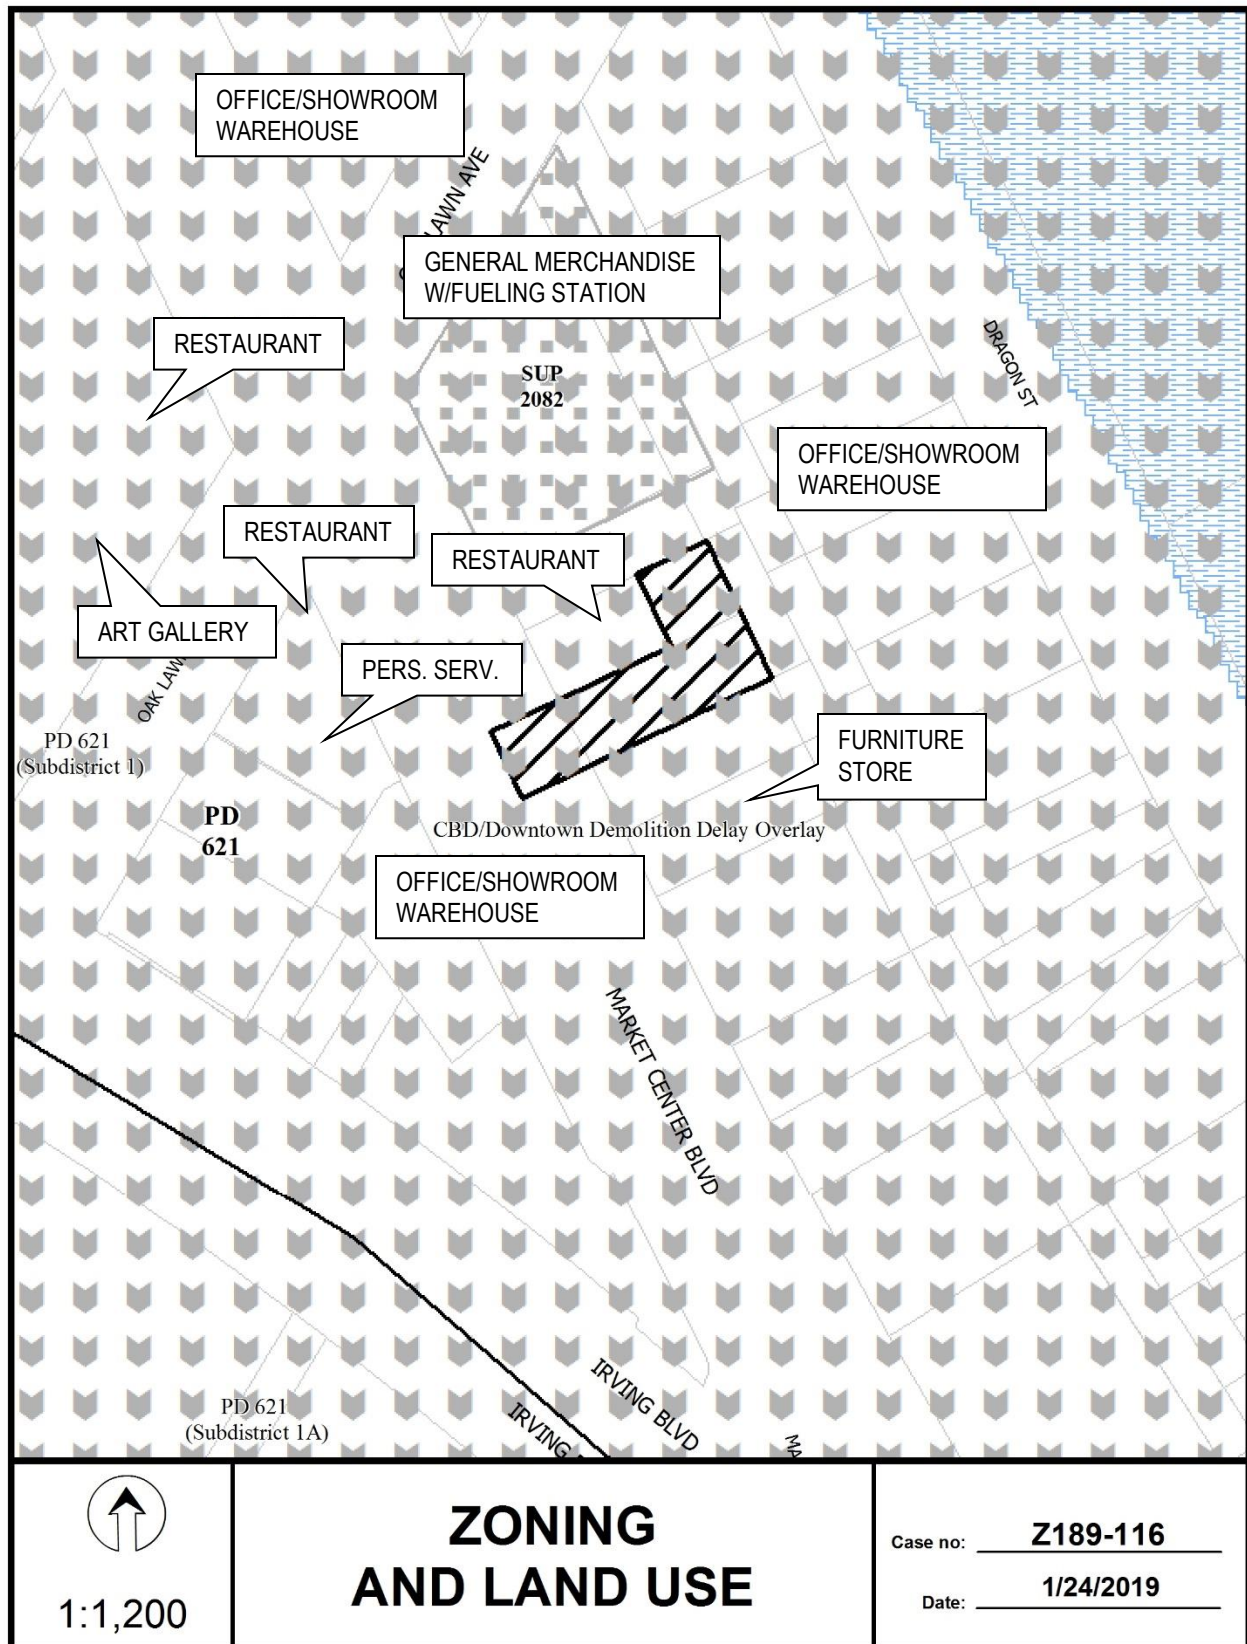 OFFICE/SHOWROOM
WAREHOUSE
LAWN AVE
GENERAL MERCHANDISE
W/FUELING STATION
RESTAURANT
DRAGON ST
SUP
2082
OFFICE/SHOWROOM
WAREHOUSE
RESTAURANT
RESTAURANT
ART GALLERY
PERS. SERV.
OAK LAWN
PD 621
(Subdistrict 1)
FURNITURE
STORE
PD
621
CBD/Downtown Demolition Delay Overlay
OFFICE/SHOWROOM
WAREHOUSE
MARKET CENTER BLVD
IRVING BLVD
IRVING
PD 621
(Subdistrict 1A)
MA
1:1,200
ZONING
AND LAND USE
Case no: Z189-116
Date: 1/24/2019